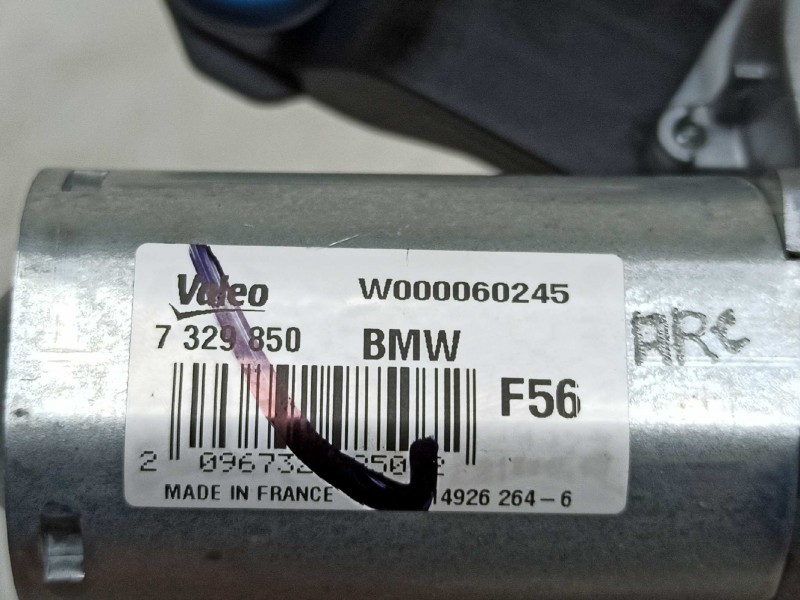 Valeo W000060245
7 329 850 BMW
F56
ARC
MADE IN FRANCE 14926 264-6